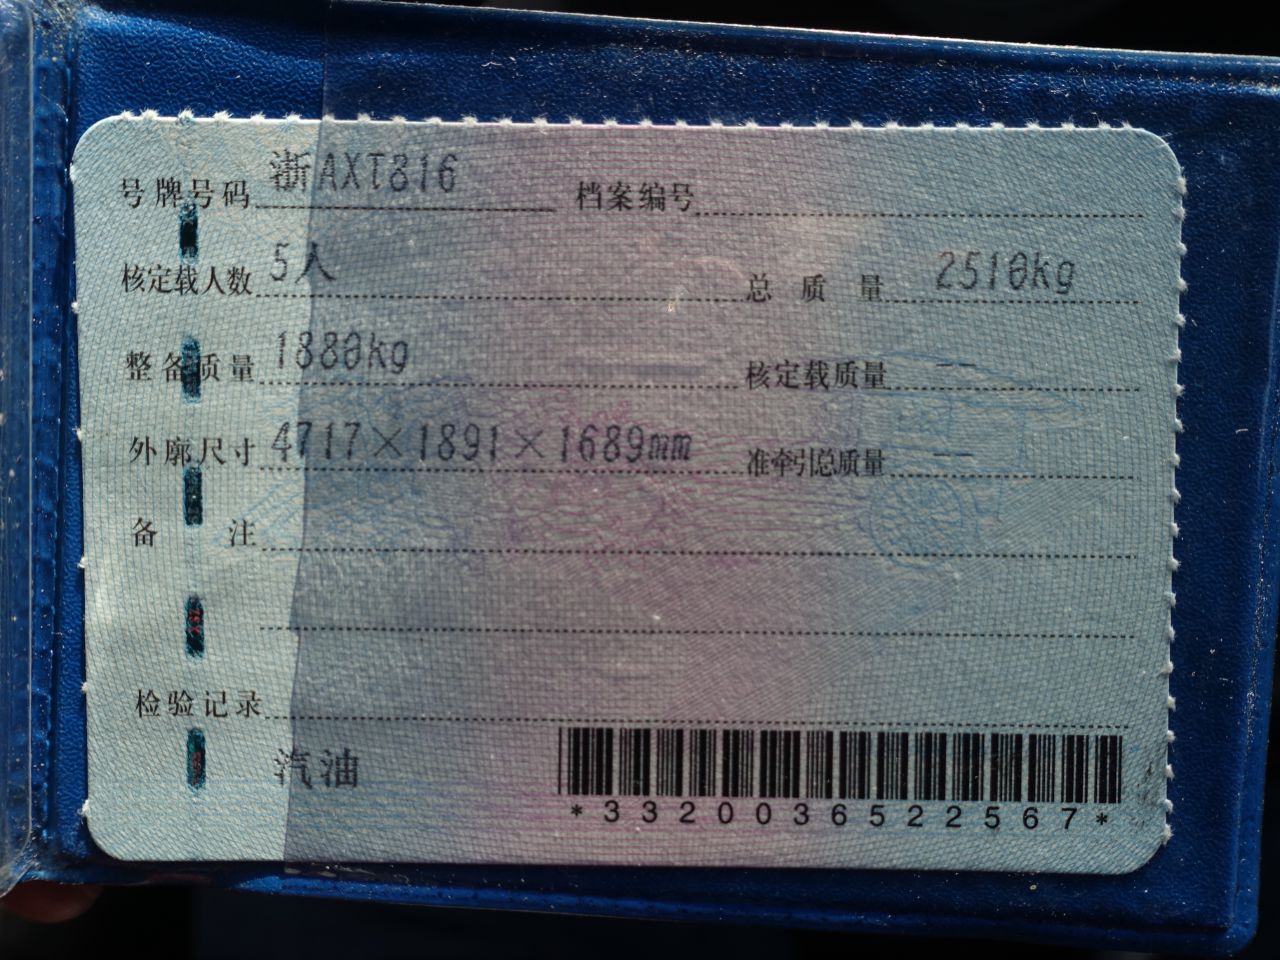 号牌号码 浙AXT816 档案编号
核定载人数 5人 总质量 2510kg
整备质量 1880kg 核定载质量 --
外廓尺寸 4717×1891×1689mm 准牵引总质量 --
备注
检验记录
汽油
*3320036522567*